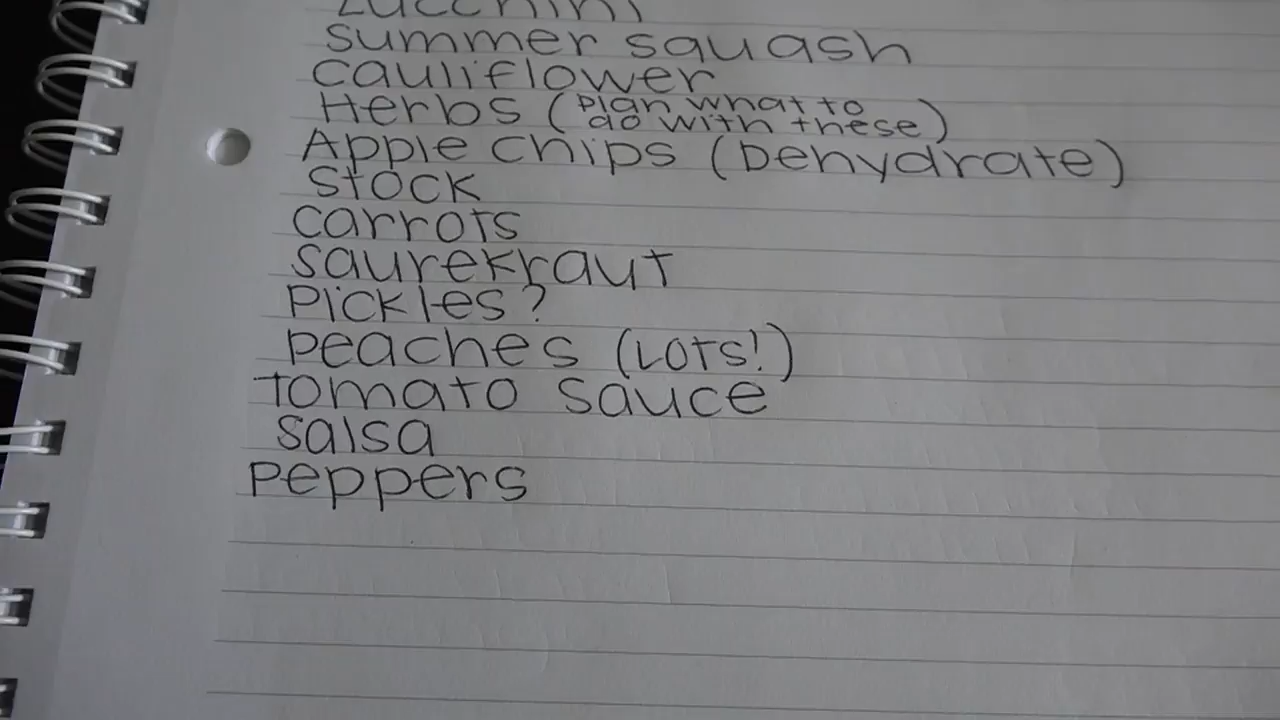 zucchini
summer squash
cauliflower
Herbs (Plan what to
do with these)
Apple chips (Dehydrate)
Stock
carrots
saurekraut
Pickles?
peaches (LOTS!)
Tomato sauce
salsa
Peppers